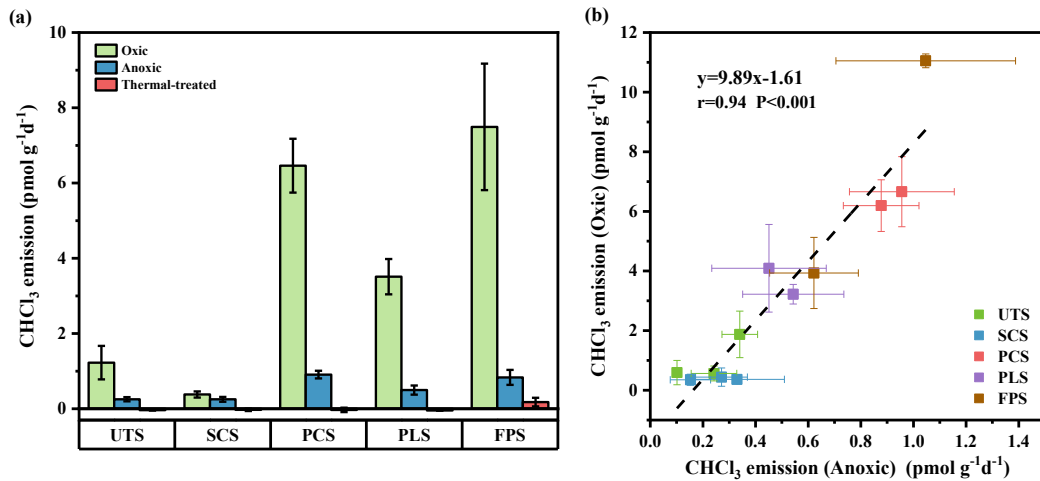 (a)
CHCl₃ emission (pmol g⁻¹d⁻¹)
10
8
6
4
2
0
Oxic
Anoxic
Thermal-treated
UTS SCS PCS PLS FPS
(b)
CHCl₃ emission (Oxic) (pmol g⁻¹d⁻¹)
12
10
8
6
4
2
0
y=9.89x-1.61
r=0.94 P<0.001
UTS
SCS
PCS
PLS
FPS
0.0 0.2 0.4 0.6 0.8 1.0 1.2 1.4
CHCl₃ emission (Anoxic) (pmol g⁻¹d⁻¹)